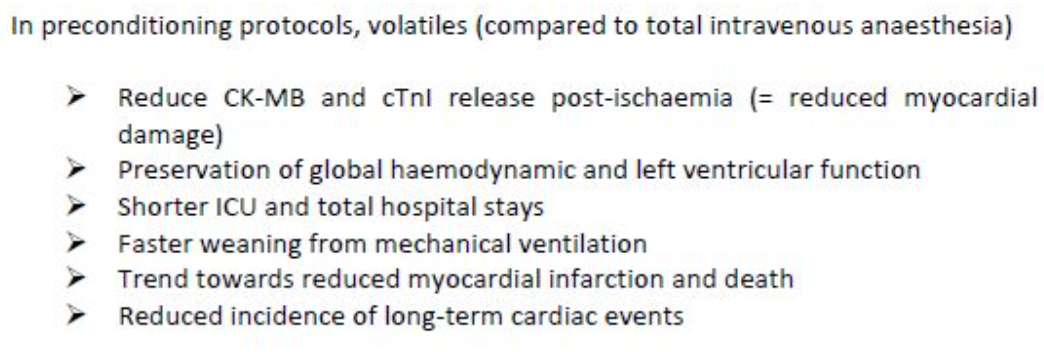 In preconditioning protocols, volatiles (compared to total intravenous anaesthesia)
➤ Reduce CK-MB and cTnI release post-ischaemia (= reduced myocardial
damage)
➤ Preservation of global haemodynamic and left ventricular function
➤ Shorter ICU and total hospital stays
➤ Faster weaning from mechanical ventilation
➤ Trend towards reduced myocardial infarction and death
➤ Reduced incidence of long-term cardiac events